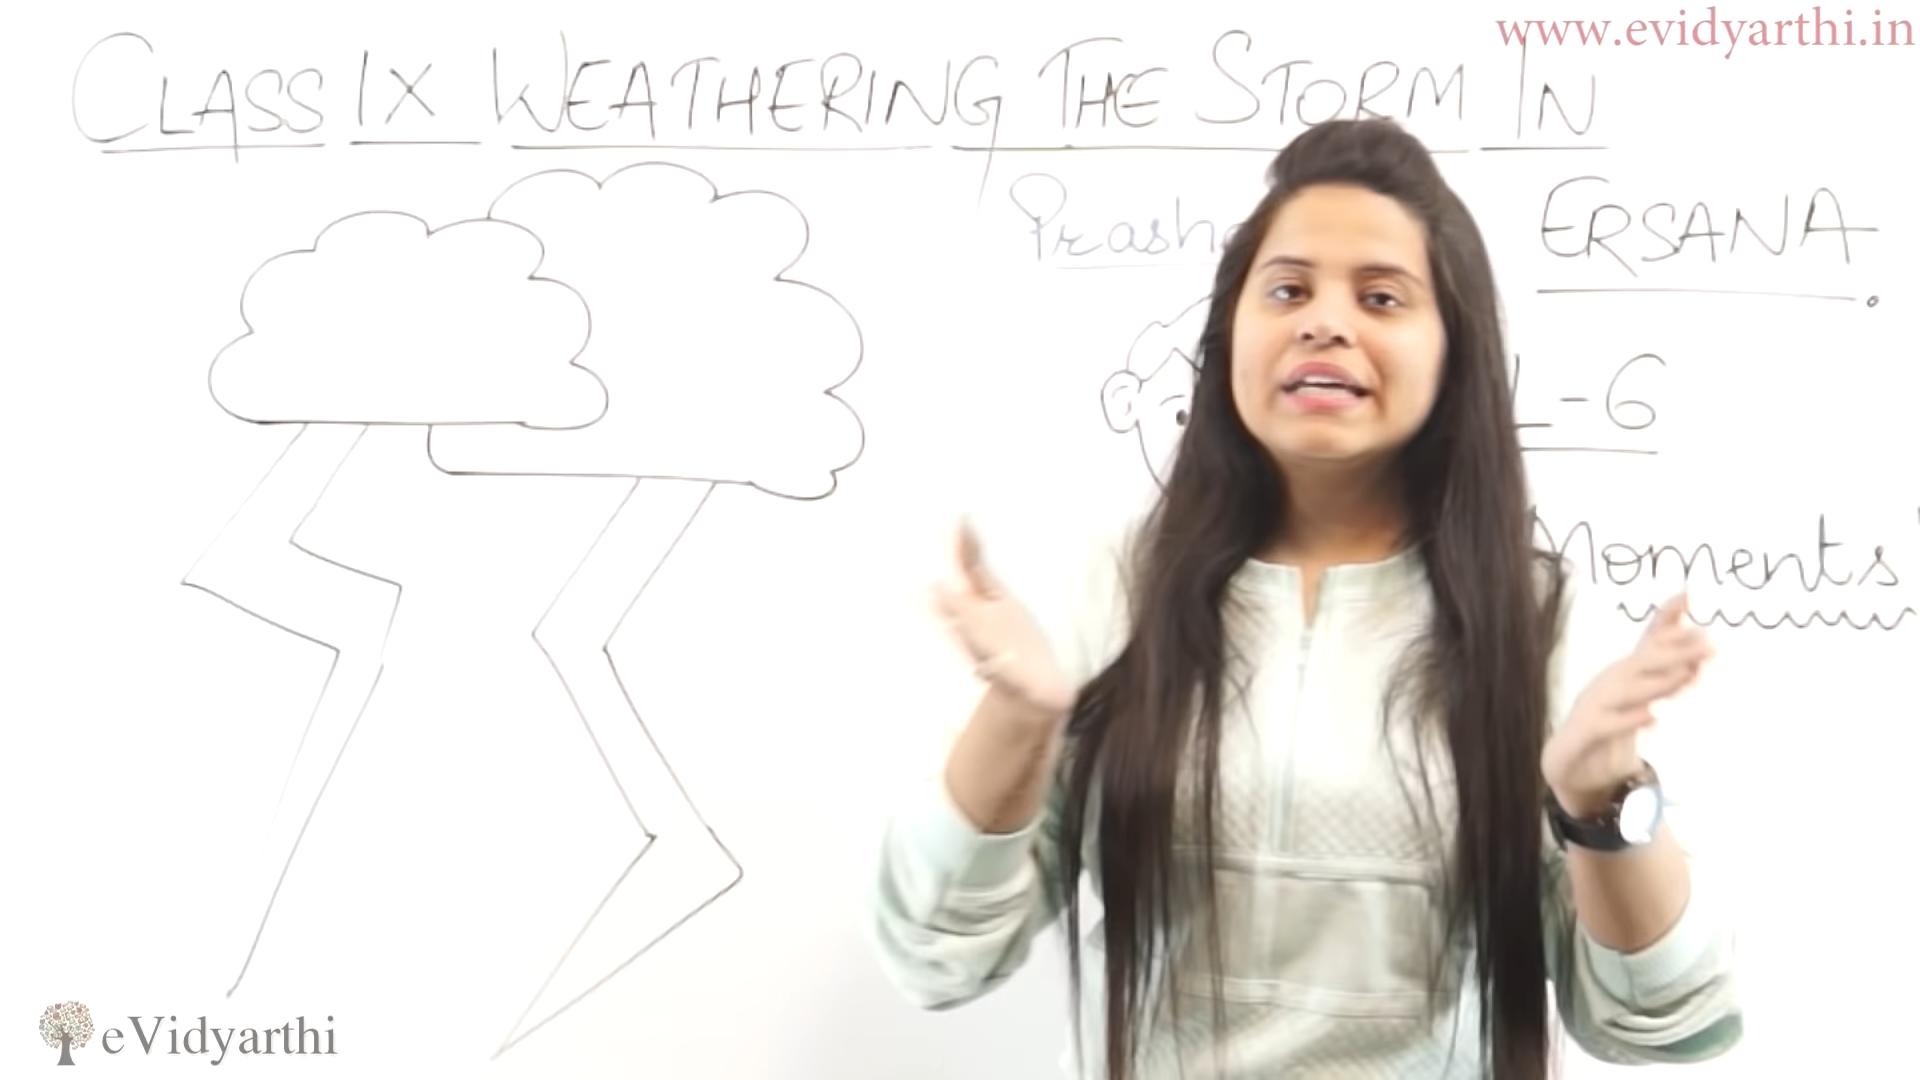 www.evidyarthi.in
CLASS IX WEATHERING THE STORM IN
ERSANA.
L-6
Moments'
eVidyarthi